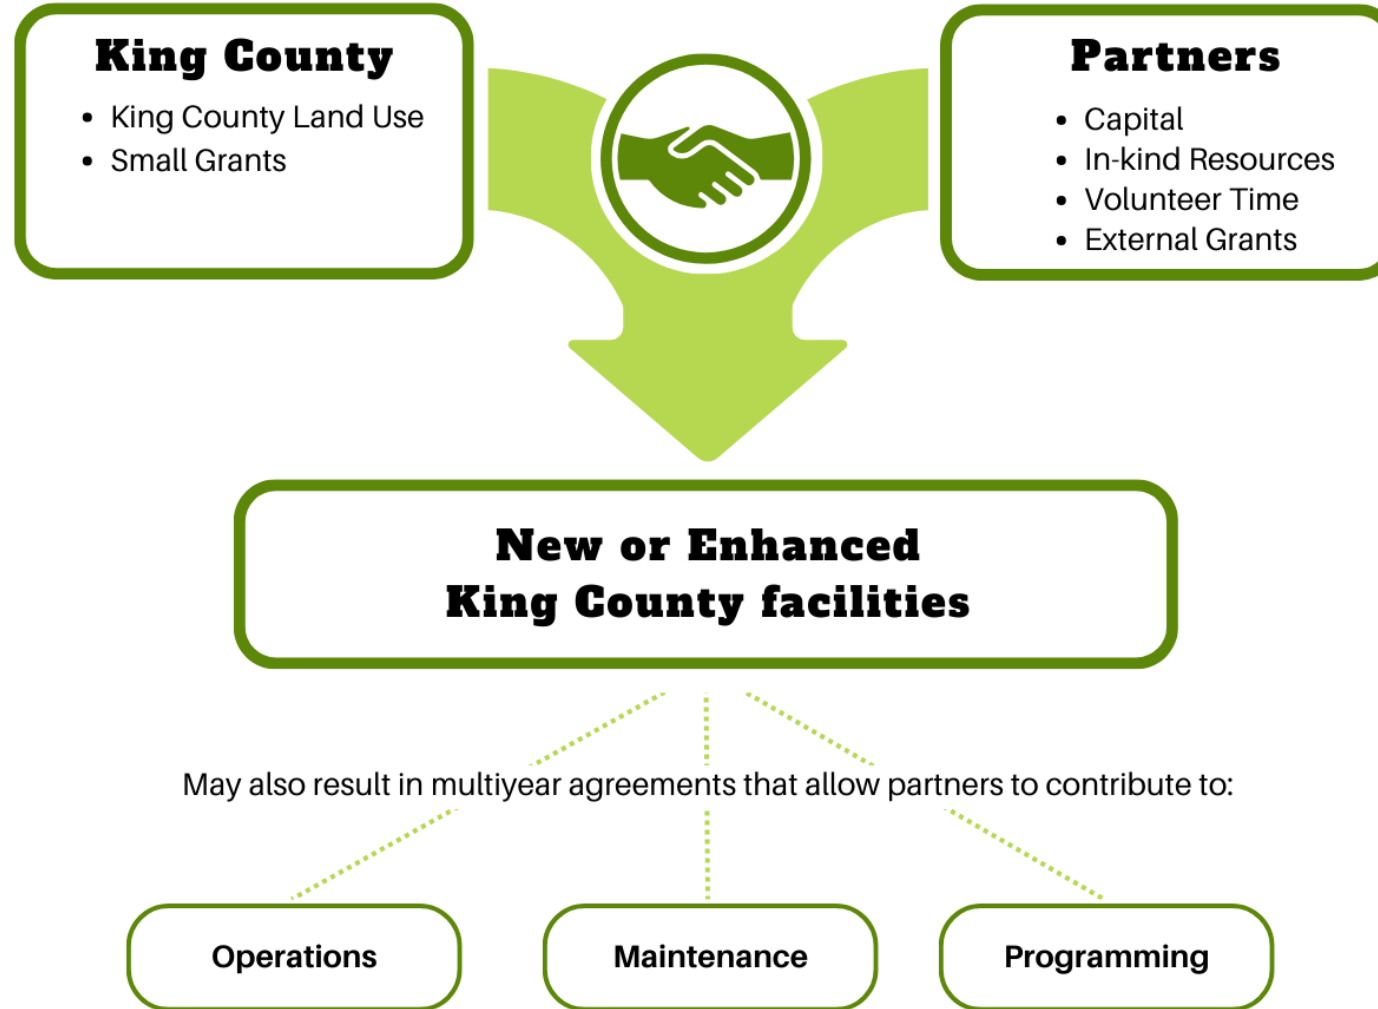 King County
• King County Land Use
• Small Grants
Partners
• Capital
• In-kind Resources
• Volunteer Time
• External Grants
New or Enhanced
King County facilities
May also result in multiyear agreements that allow partners to contribute to:
Operations
Maintenance
Programming